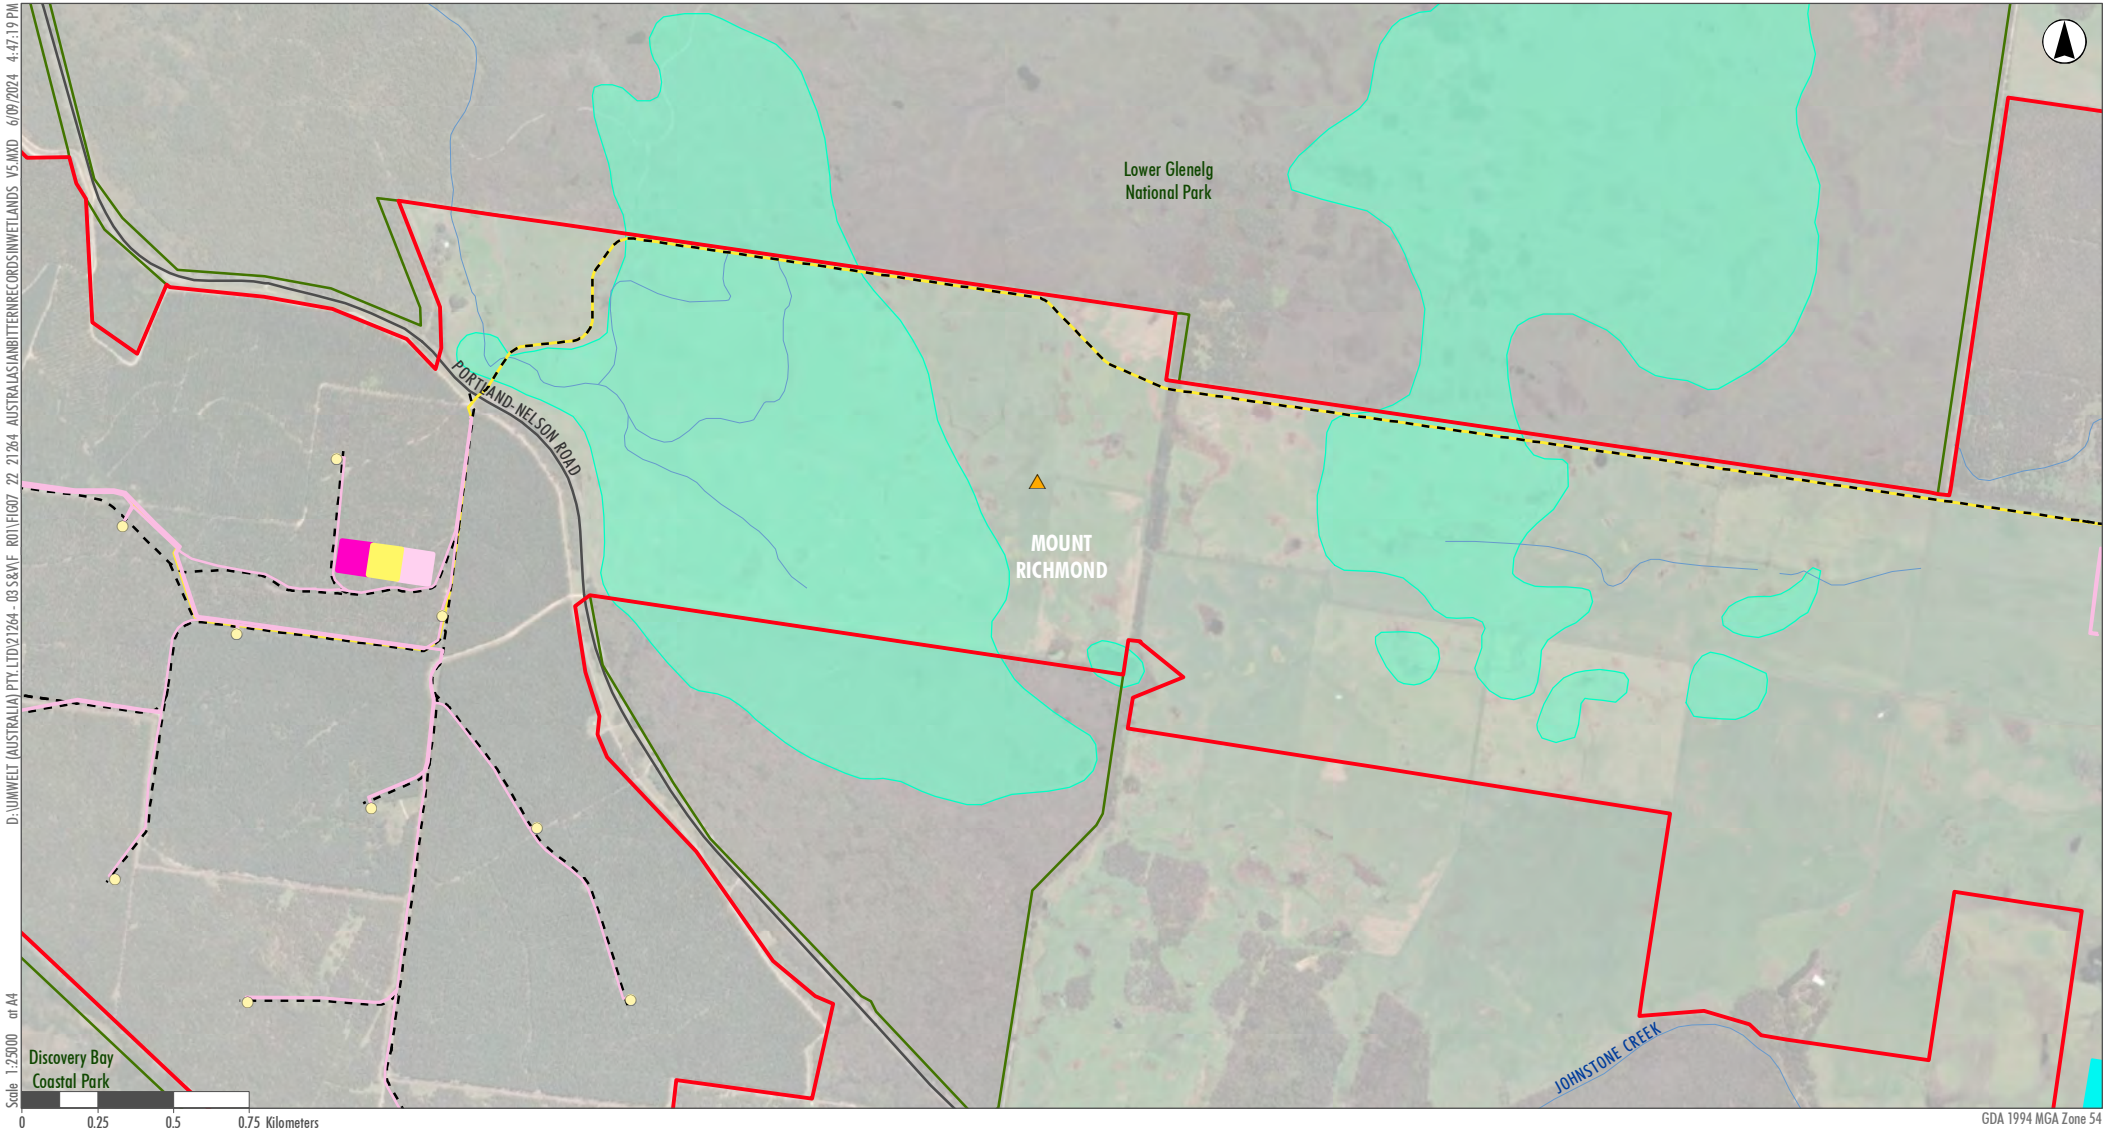 D:\UMWELT (AUSTRALIA) PTY. LTD\21264 - 03 B&V\F R01\FIG07 22 21264 AUSTRALASIANBITTERNRECORDSINWETLANDS V5.MXD 6/09/2024 4:47:19 PM
Lower Glenelg
National Park
PORTLAND-NELSON ROAD
MOUNT
RICHMOND
JOHNSTONE CREEK
Discovery Bay
Coastal Park
Scale 1:25000 at A4
0 0.25 0.5 0.75 Kilometers
GDA 1994 MGA Zone 54